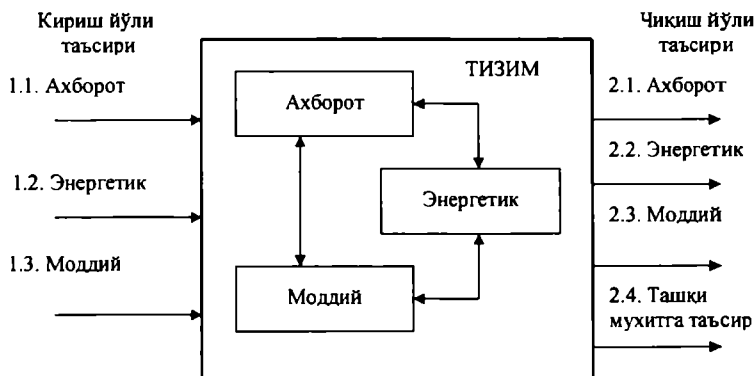 Кириш йўли
таъсири
Чиқиш йўли
таъсири
ТИЗИМ
1.1. Ахборот
Ахборот
2.1. Ахборот
1.2. Энергетик
Энергетик
2.2. Энергетик
2.3. Моддий
1.3. Моддий
Моддий
2.4. Ташқи
мухитга таъсир